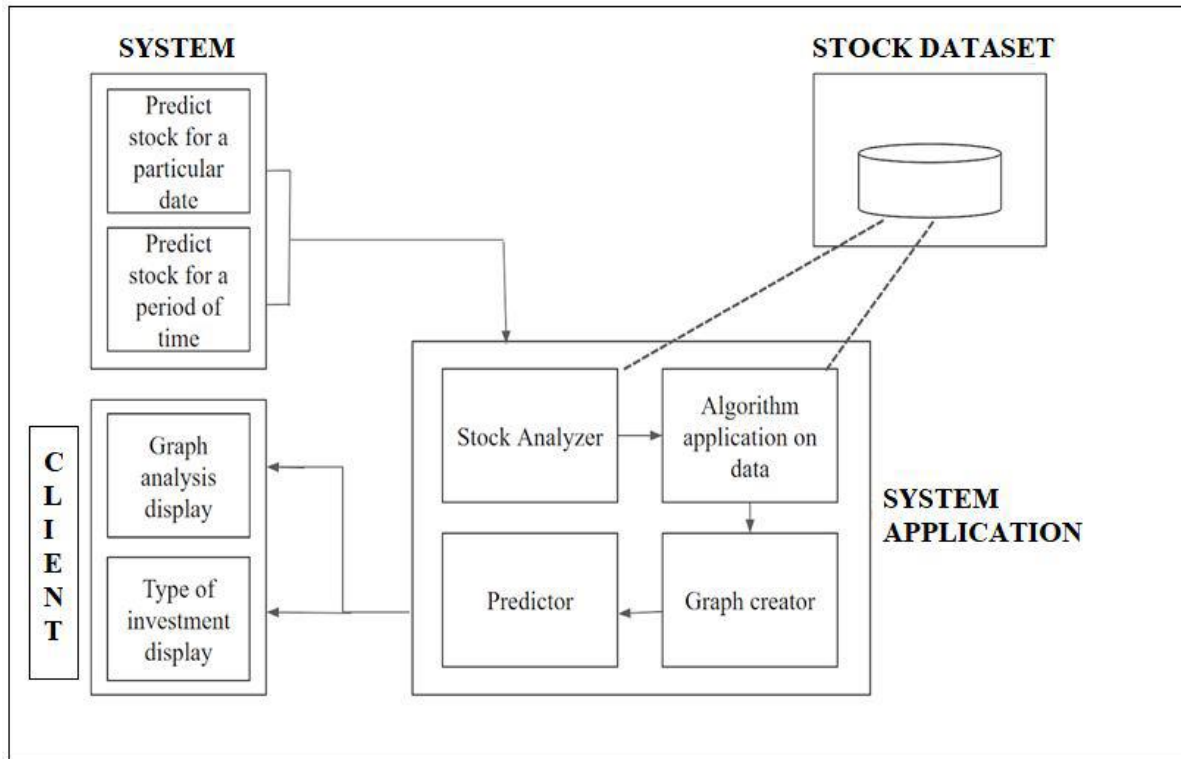 SYSTEM
Predict
stock for a
particular
date
Predict
stock for a
period of
time
STOCK DATASET
CLIENT
Graph
analysis
display
Type of
investment
display
Stock Analyzer
Algorithm
application on
data
Predictor
Graph creator
SYSTEM
APPLICATION